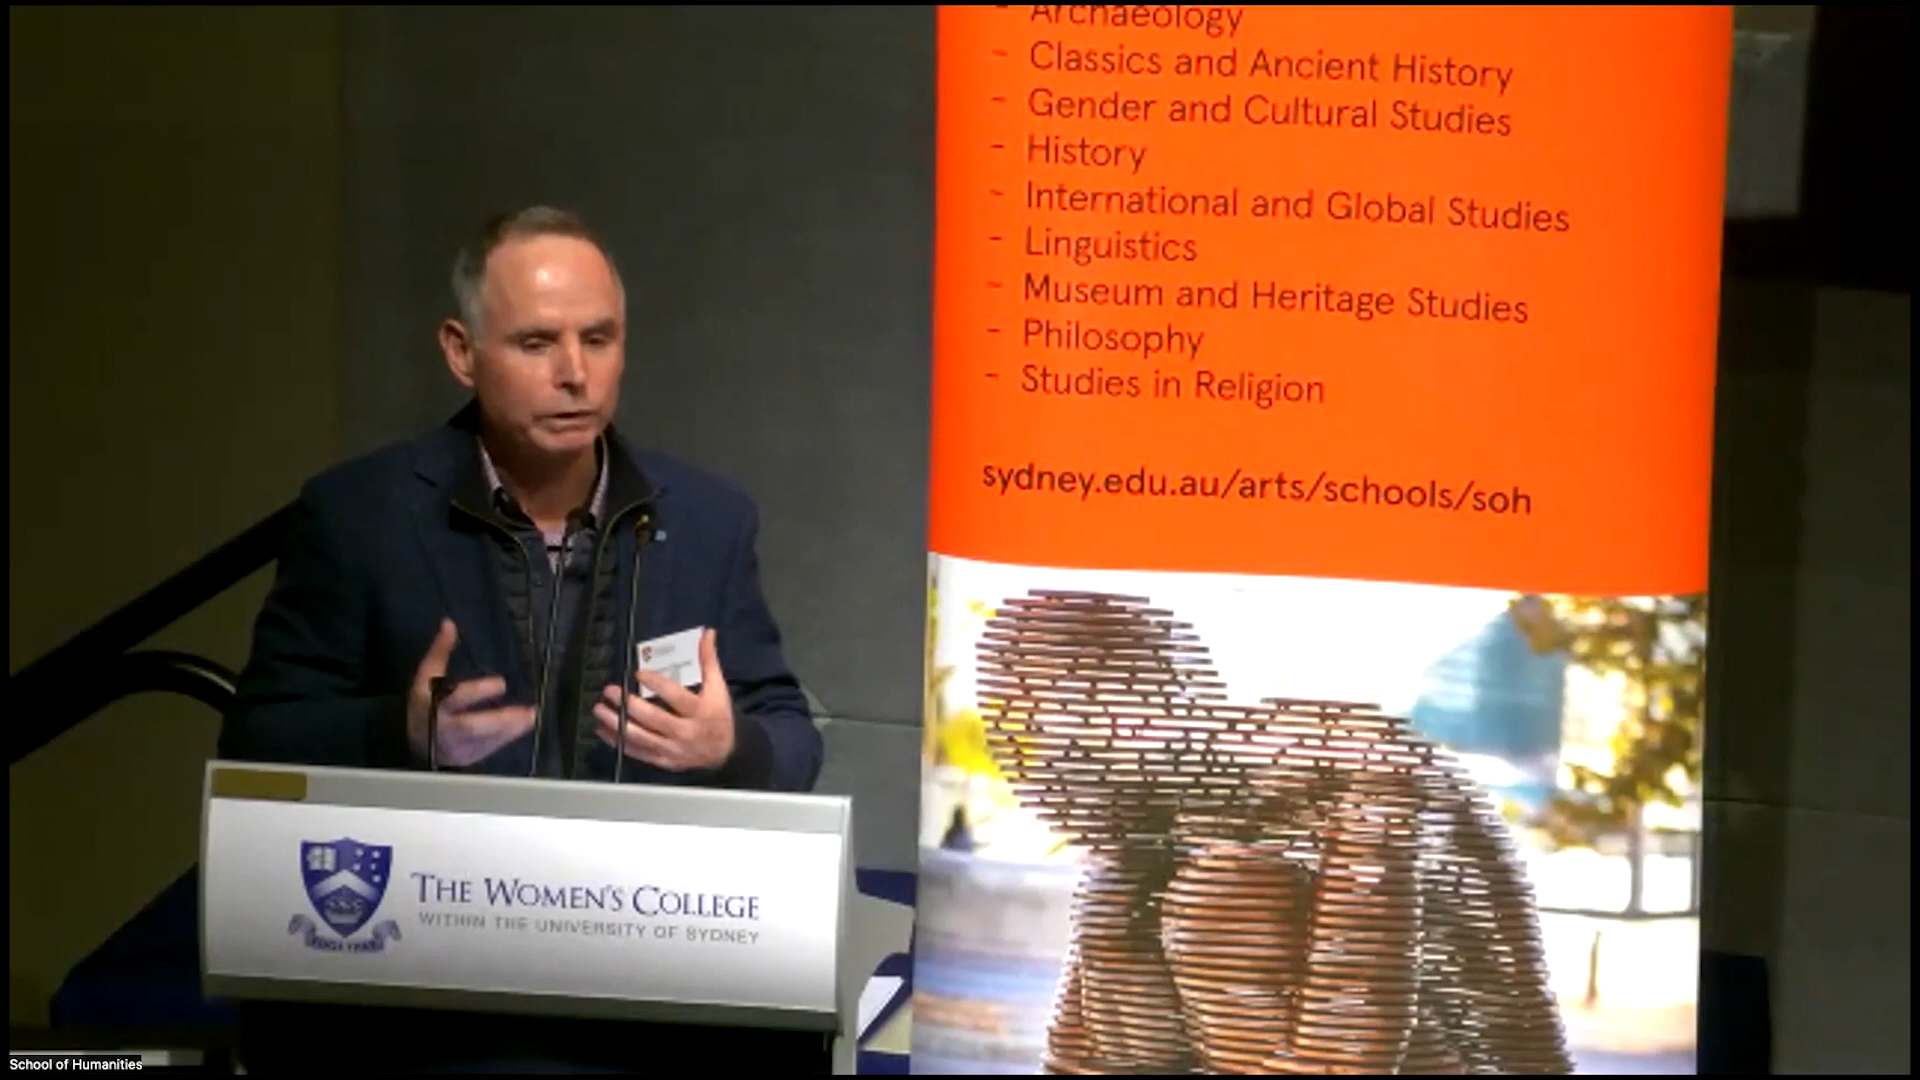 - Archaeology
- Classics and Ancient History
- Gender and Cultural Studies
- History
- International and Global Studies
- Linguistics
- Museum and Heritage Studies
- Philosophy
- Studies in Religion
sydney.edu.au/arts/schools/soh
THE WOMEN'S COLLEGE
WITHIN THE UNIVERSITY OF SYDNEY
School of Humanities